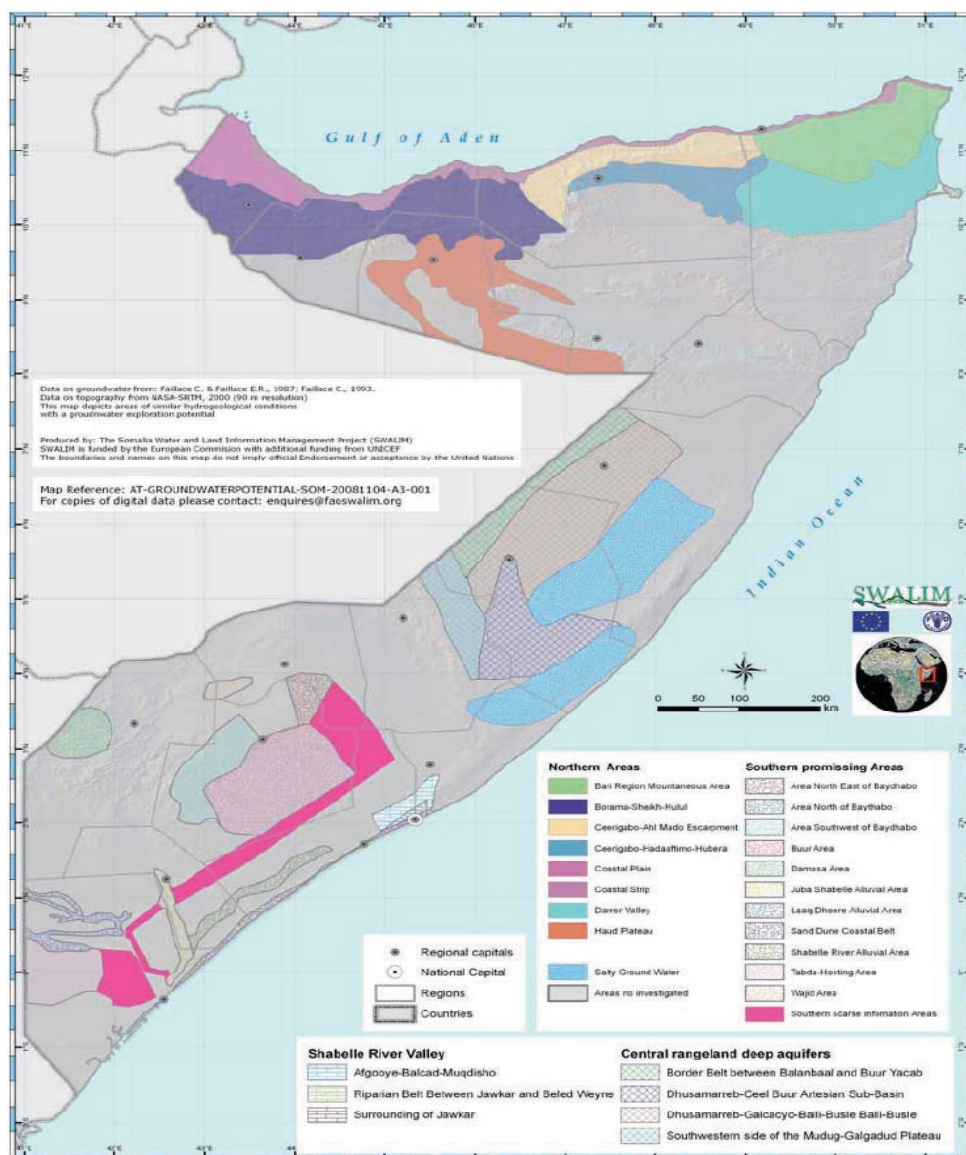 Gulf of Aden
Data on groundwater from: Faillace C. & Faillace E.R., 1987; Faillace C., 1993.
Data on topography from NASA-SRTM, 2000 (90 m resolution)
This map depicts areas of similar hydrogeological conditions
with a groundwater exploration potential
Produced by: The Somalia Water and Land Information Management Project (SWALIM)
SWALIM is funded by the European Commision with additional funding from UNICEF
The boundaries and names on this map do not imply official Endorsement or acceptance by the United Nations
Map Reference: AT-GROUNDWATERPOTENTIAL-SOM-20081104-A3-001
For copies of digital data please contact: enquires@faoswalim.org
Indian Ocean
SWALIM
0 50 100 200
km
Northern Areas
Bari Region Mountaneous Area
Borama-Sheikh-Hulul
Ceerigabo-Ahl Mado Escarpment
Ceerigabo-Hadaaftimo-Hubera
Coastal Plain
Coastal Strip
Darror Valley
Haud Plateau
Salty Ground Water
Areas no investigated
Southern promissing Areas
Area North East of Baydhabo
Area North of Baythabo
Area Southwest of Baydhabo
Buur Area
Damasa Area
Juba Shabelle Alluvial Area
Laaq Dheere Alluvial Area
Sand Dune Coastal Belt
Shabelle River Alluvial Area
Tabda-Hosting Area
Wajid Area
Southern scarse information Areas
Regional capitals
National Capital
Regions
Countries
Shabelle River Valley
Afgooye-Balcad-Muqdisho
Riparian Belt Between Jawkar and Beled Weyne
Surrounding of Jawkar
Central rangeland deep aquifers
Border Belt between Balanbaal and Buur Yacab
Dhusamarreb-Ceel Buur Artesian Sub-Basin
Dhusamarreb-Galcacyo-Balli-Busle Balli-Busle
Southwestern side of the Mudug-Galgadud Plateau